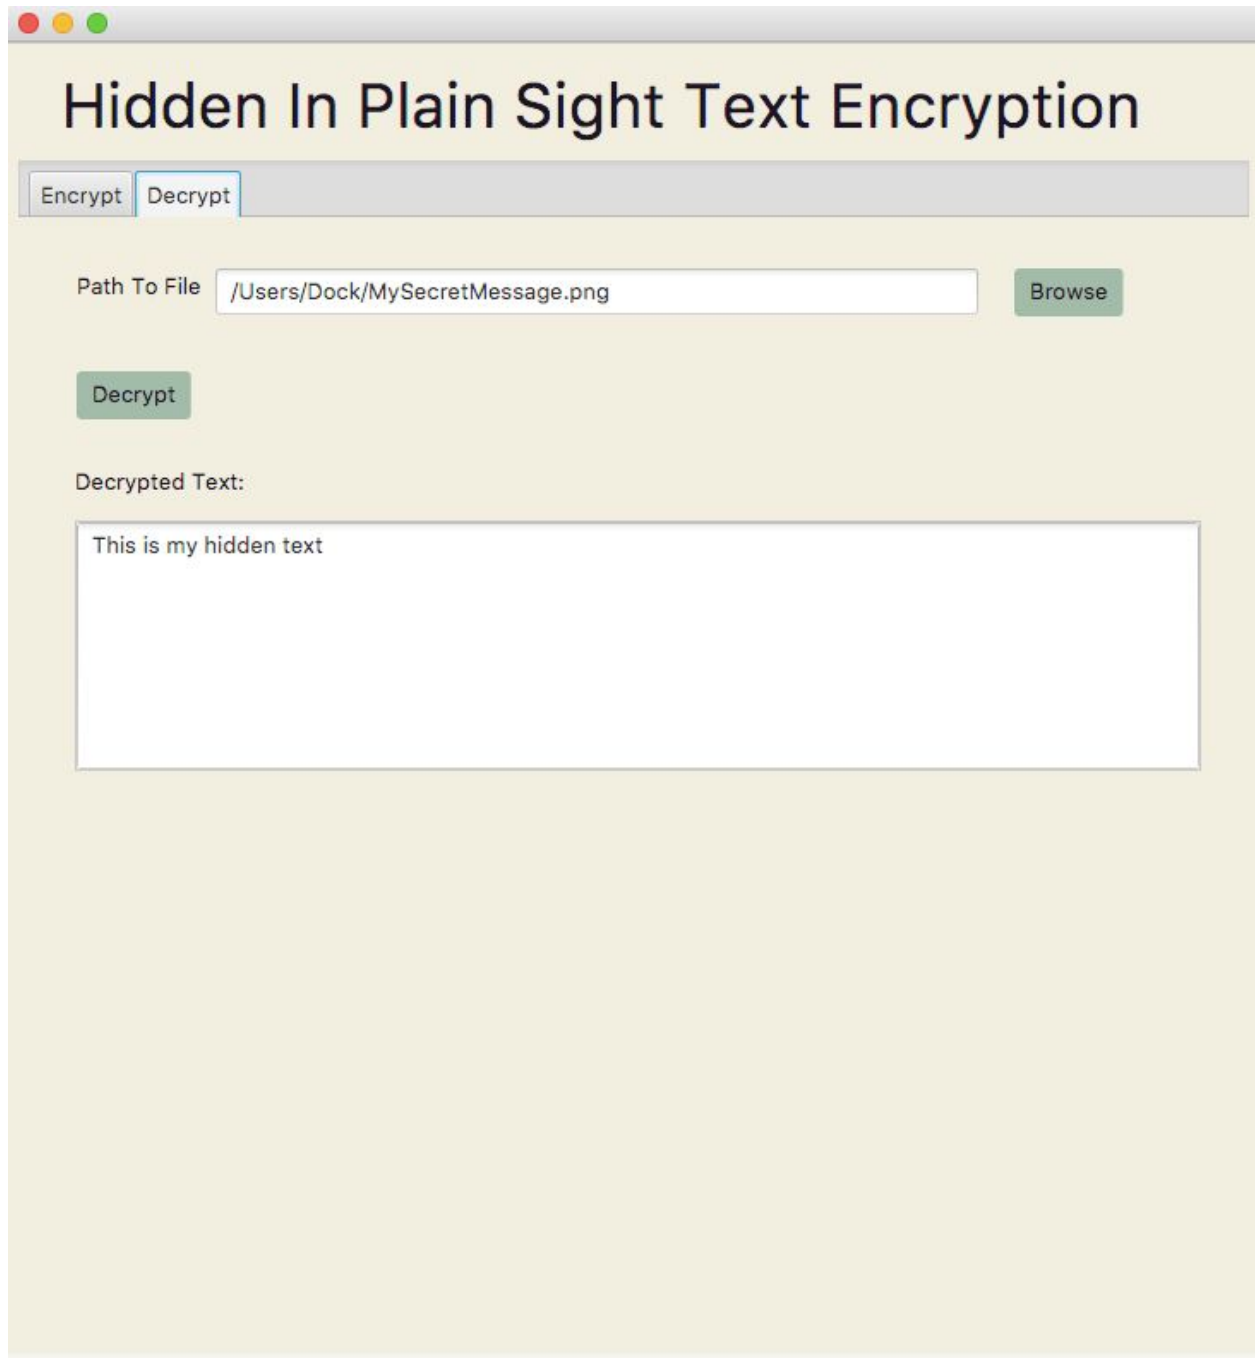 Hidden In Plain Sight Text Encryption
Encrypt Decrypt
Path To File /Users/Dock/MySecretMessage.png Browse
Decrypt
Decrypted Text:
This is my hidden text